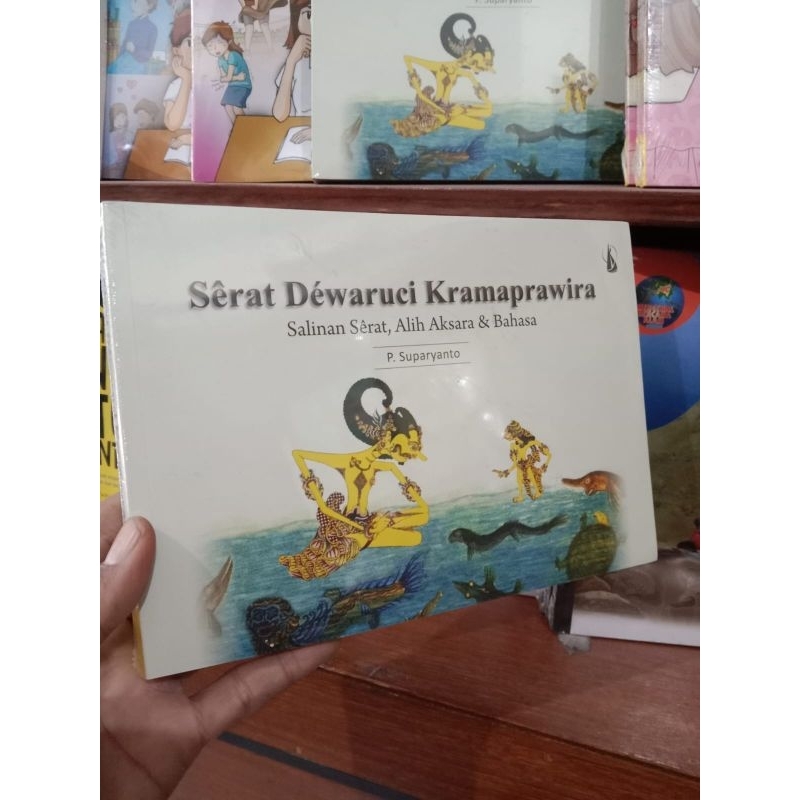 P. Suparyanto
Sêrat Déwaruci Kramaprawira
Salinan Sêrat, Alih Aksara & Bahasa
P. Suparyanto